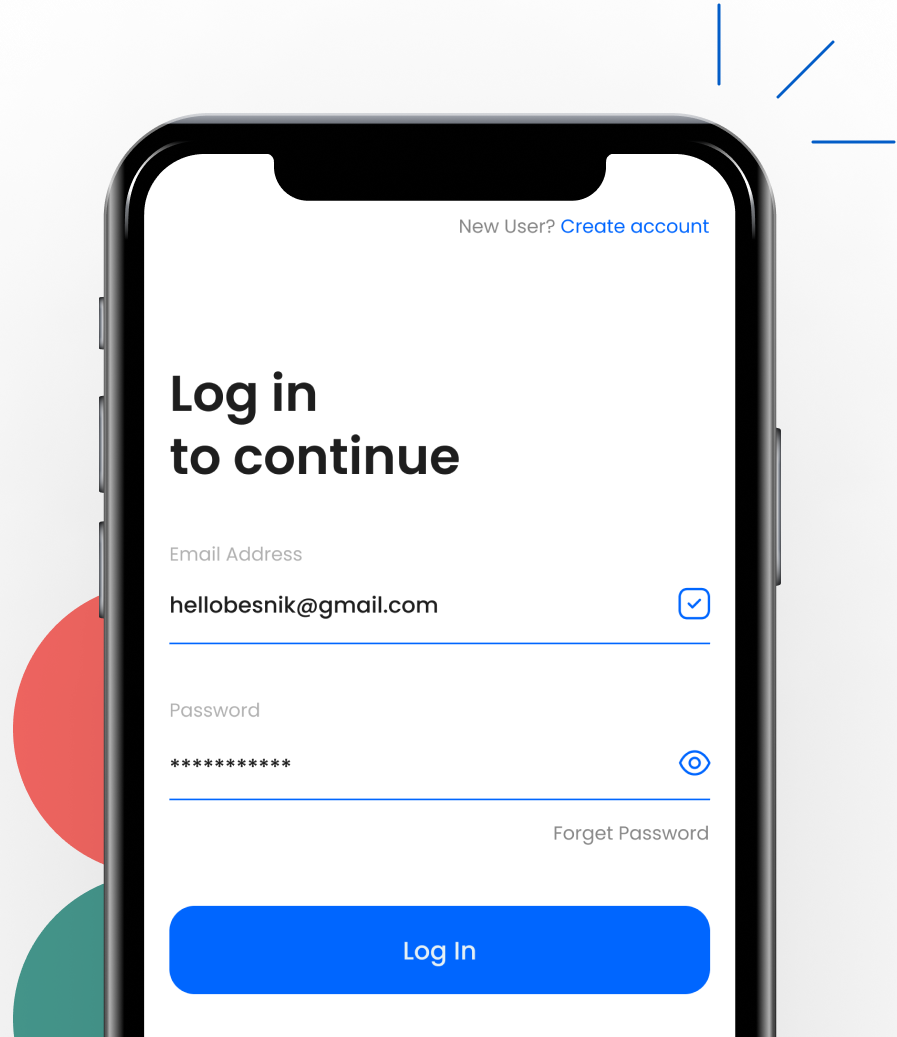 New User? Create account
Log in
to continue
Email Address
hellobesnik@gmail.com
Password
***********
Forget Password
Log In